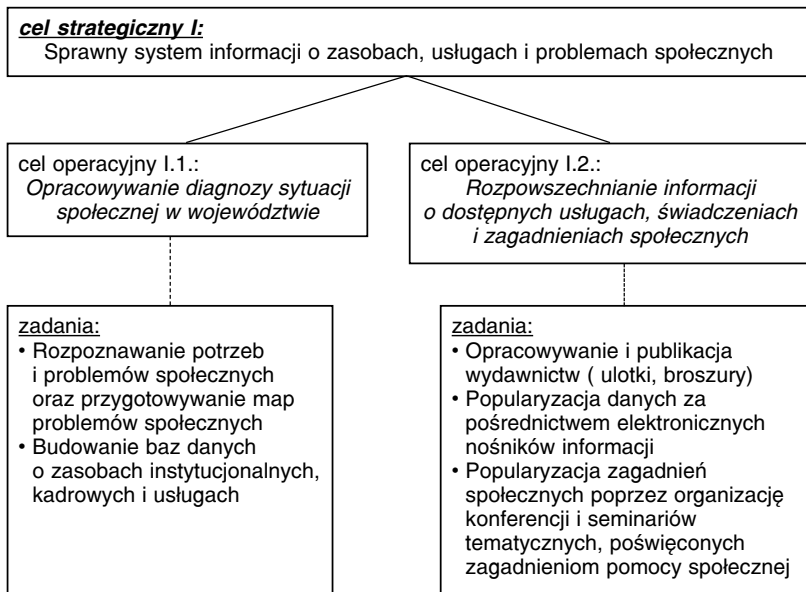 cel strategiczny I:
Sprawny system informacji o zasobach, usługach i problemach społecznych
cel operacyjny I.1.:
Opracowywanie diagnozy sytuacji
społecznej w województwie
cel operacyjny I.2.:
Rozpowszechnianie informacji
o dostępnych usługach, świadczeniach
i zagadnieniach społecznych
zadania:
• Rozpoznawanie potrzeb
i problemów społecznych
oraz przygotowywanie map
problemów społecznych
• Budowanie baz danych
o zasobach instytucjonalnych,
kadrowych i usługach
zadania:
• Opracowywanie i publikacja
wydawnictw ( ulotki, broszury)
• Popularyzacja danych za
pośrednictwem elektronicznych
nośników informacji
• Popularyzacja zagadnień
społecznych poprzez organizację
konferencji i seminariów
tematycznych, poświęconych
zagadnieniom pomocy społecznej